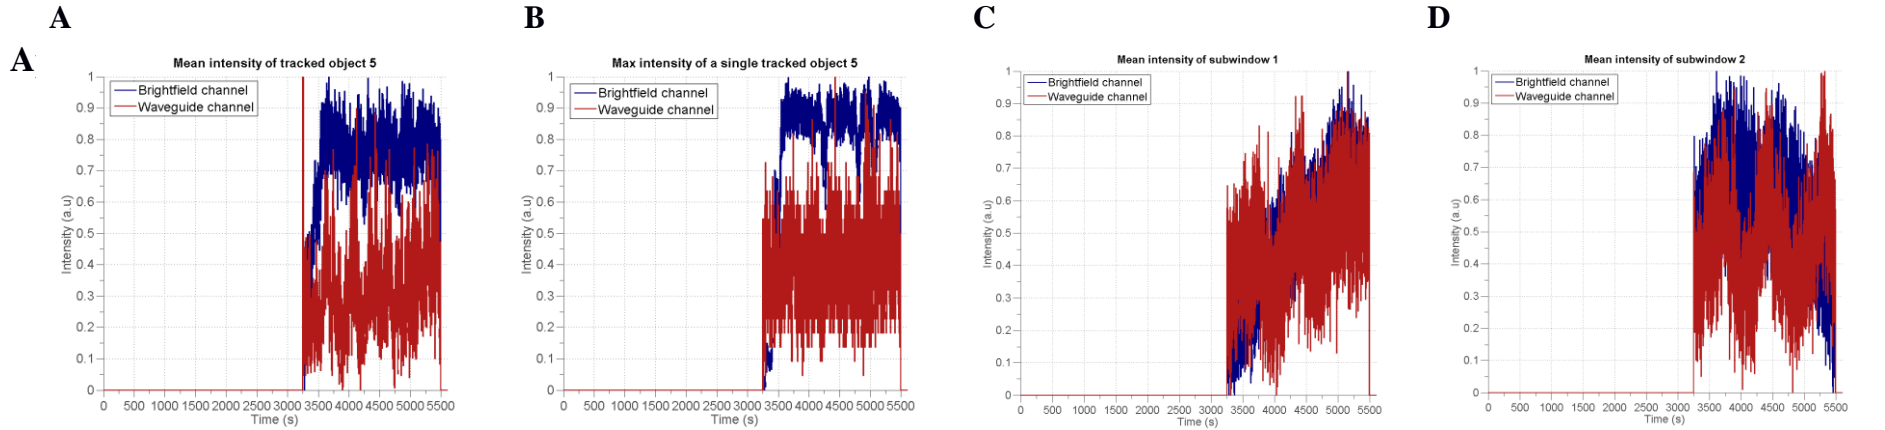 A B C D
A
Mean intensity of tracked object 5
Brightfield channel
Waveguide channel
Intensity (a.u)
1
0.9
0.8
0.7
0.6
0.5
0.4
0.3
0.2
0.1
0
0 500 1000 1500 2000 2500 3000 3500 4000 4500 5000 5500
Time (s)
Max intensity of a single tracked object 5
Brightfield channel
Waveguide channel
Intensity (a.u)
1
0.9
0.8
0.7
0.6
0.5
0.4
0.3
0.2
0.1
0
0 500 1000 1500 2000 2500 3000 3500 4000 4500 5000 5500
Time (s)
Mean intensity of subwindow 1
Brightfield channel
Waveguide channel
Intensity (a.u)
1
0.9
0.8
0.7
0.6
0.5
0.4
0.3
0.2
0.1
0
0 500 1000 1500 2000 2500 3000 3500 4000 4500 5000 5500
Time (s)
Mean intensity of subwindow 2
Brightfield channel
Waveguide channel
Intensity (a.u)
1
0.9
0.8
0.7
0.6
0.5
0.4
0.3
0.2
0.1
0
0 500 1000 1500 2000 2500 3000 3500 4000 4500 5000 5500
Time (s)